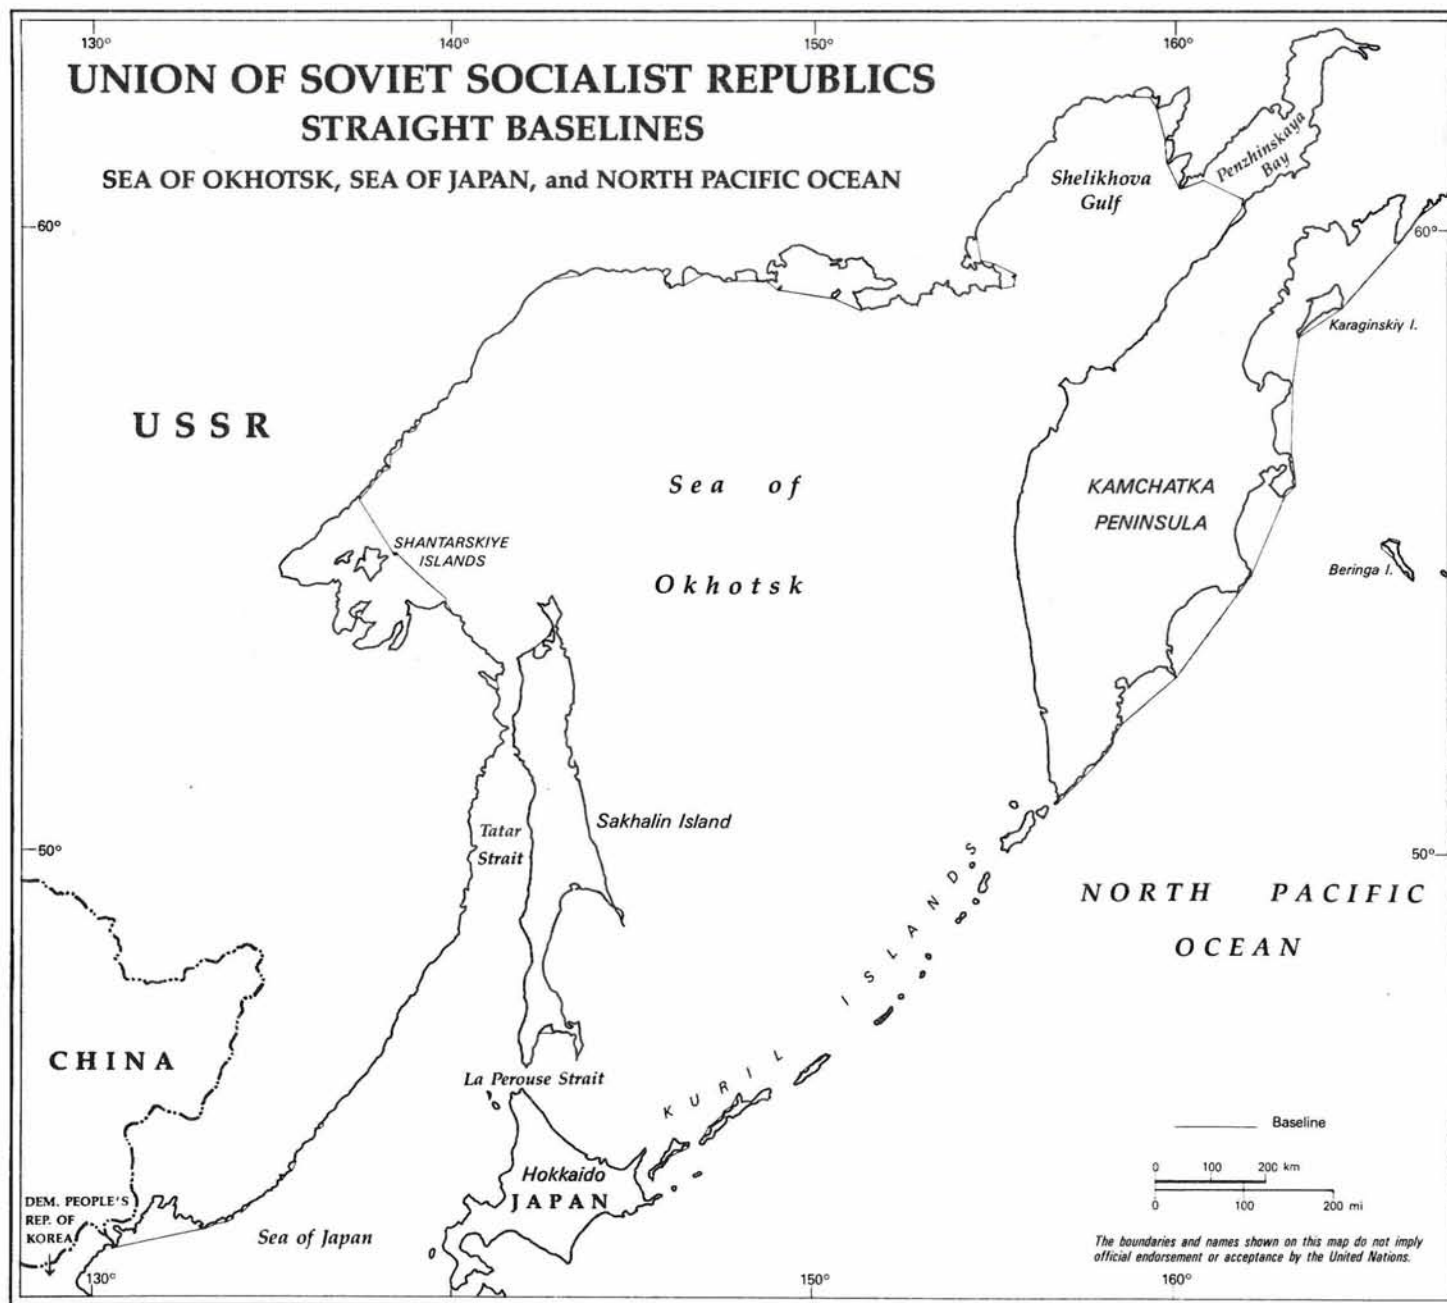 130°
140°
150°
160°
UNION OF SOVIET SOCIALIST REPUBLICS
STRAIGHT BASELINES
SEA OF OKHOTSK, SEA OF JAPAN, and NORTH PACIFIC OCEAN
Penzhinskaya
Bay
Shelikhova
Gulf
60°
60°
Karaginskiy I.
USSR
Sea of
Okhotsk
KAMCHATKA
PENINSULA
SHANTARSKIYE
ISLANDS
Beringa I.
Sakhalin Island
Tatar
Strait
50°
50°
NORTH PACIFIC
OCEAN
KURIL ISLANDS
CHINA
La Perouse Strait
Baseline
0 100 200 km
0 100 200 mi
Hokkaido
JAPAN
DEM. PEOPLE'S
REP. OF
KOREA
Sea of Japan
The boundaries and names shown on this map do not imply
official endorsement or acceptance by the United Nations.
130°
150°
160°